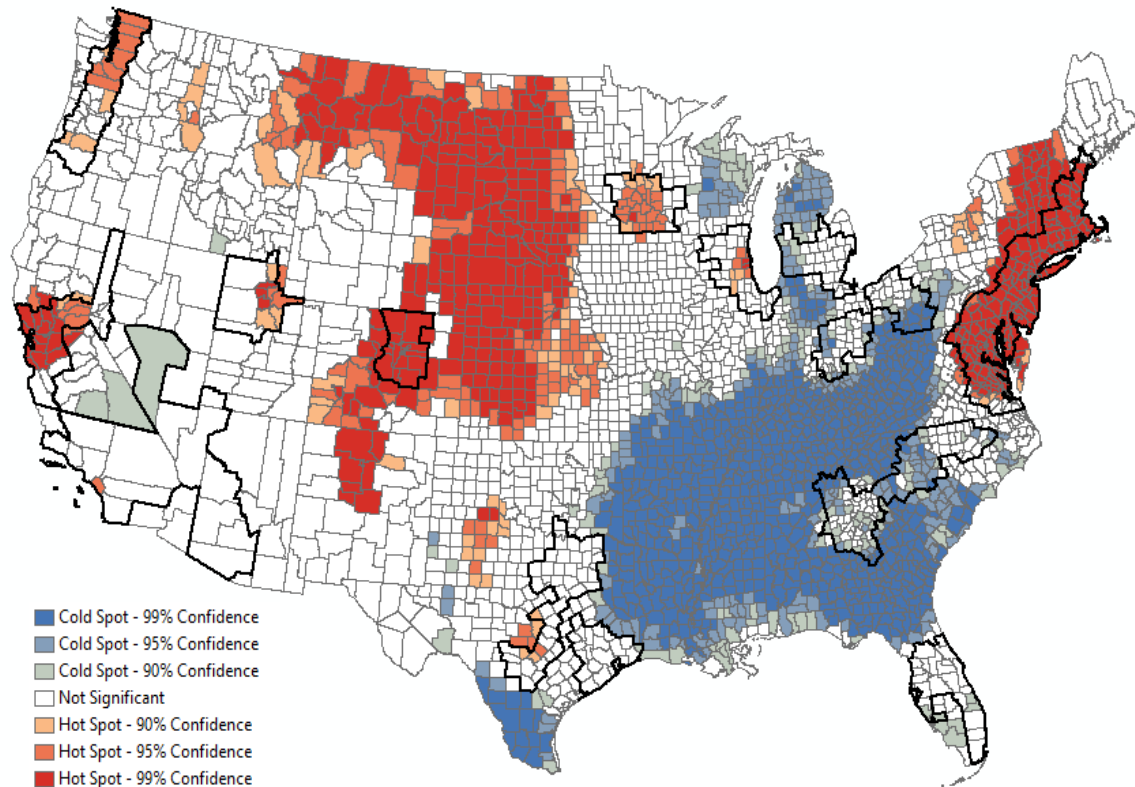 Cold Spot - 99% Confidence
Cold Spot - 95% Confidence
Cold Spot - 90% Confidence
Not Significant
Hot Spot - 90% Confidence
Hot Spot - 95% Confidence
Hot Spot - 99% Confidence